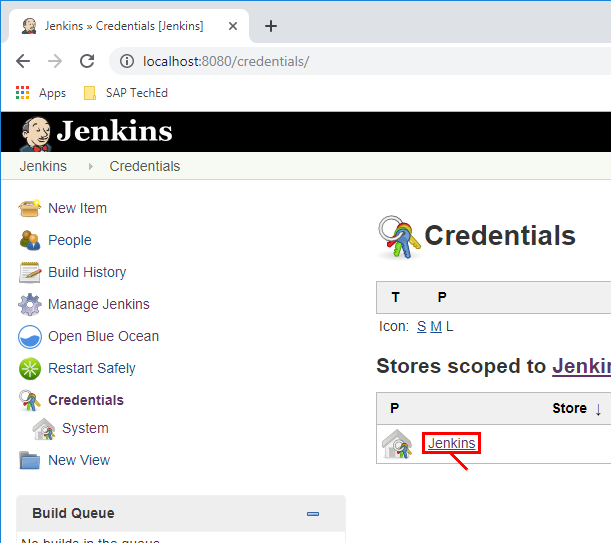 Jenkins » Credentials [Jenkins]
localhost:8080/credentials/
Apps SAP TechEd
Jenkins
Jenkins Credentials
New Item
People
Build History
Manage Jenkins
Open Blue Ocean
Restart Safely
Credentials
System
New View
Build Queue
No builds in the queue.
Credentials
T P
Icon: S M L
Stores scoped to Jenkin
P Store ↓
Jenkins